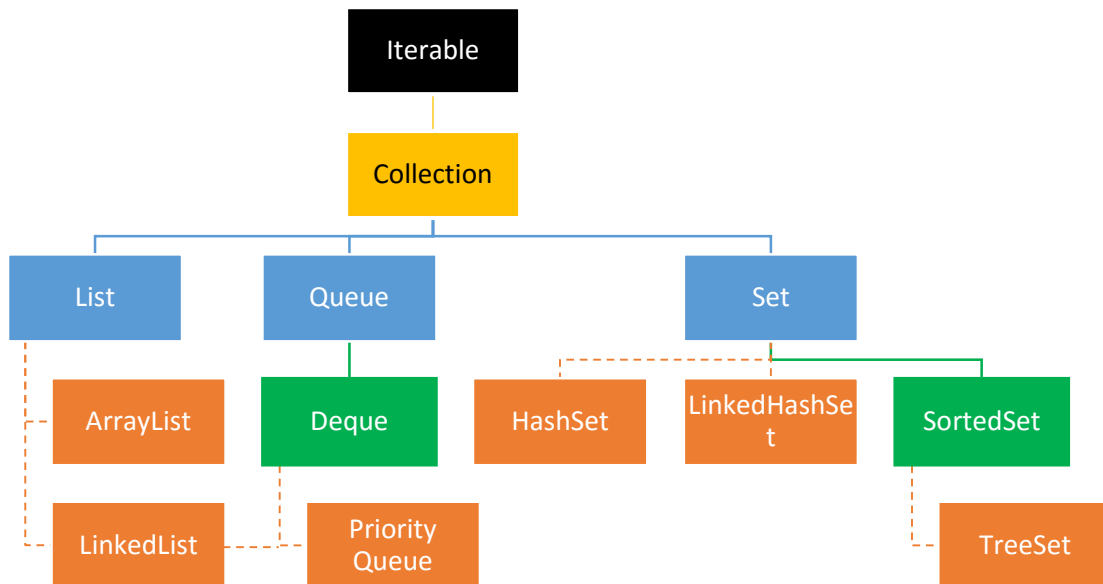 Iterable
Collection
List
Queue
Set
ArrayList
Deque
HashSet
LinkedHashSe
t
SortedSet
LinkedList
Priority
Queue
TreeSet